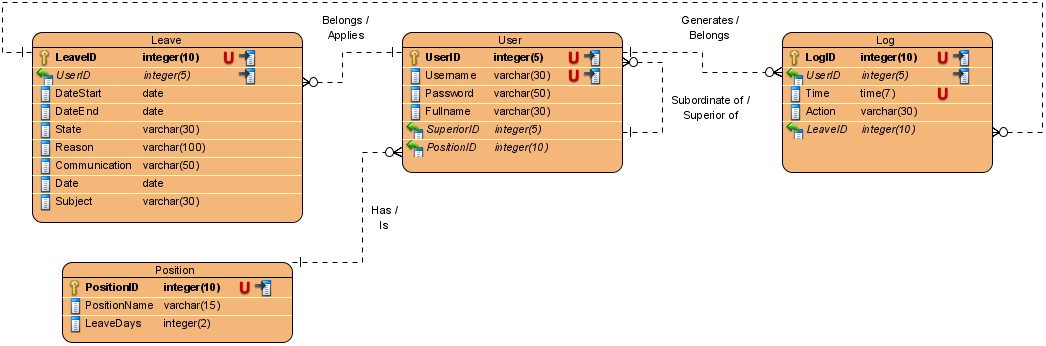 Belongs /
Applies
Generates /
Belongs
Leave
LeaveID integer(10) U
UserID integer(5)
DateStart date
DateEnd date
State varchar(30)
Reason varchar(100)
Communication varchar(50)
Date date
Subject varchar(30)
User
UserID integer(5) U
Username varchar(30) U
Password varchar(50)
Fullname varchar(30)
SuperiorID integer(5)
PositionID integer(10)
Subordinate of /
Superior of
Log
LogID integer(10) U
UserID integer(5)
Time time(7) U
Action varchar(30)
LeaveID integer(10)
Has /
Is
Position
PositionID integer(10) U
PositionName varchar(15)
LeaveDays integer(2)